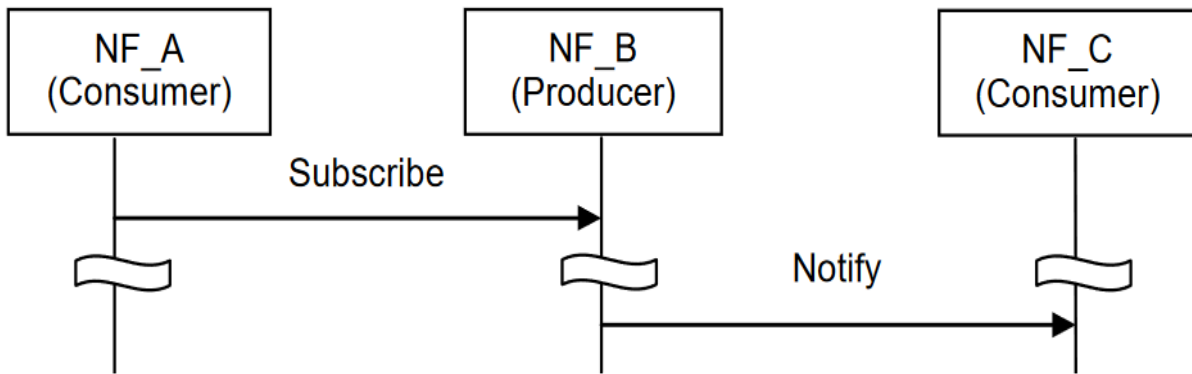 NF_A
(Consumer)
NF_B
(Producer)
NF_C
(Consumer)
Subscribe
Notify